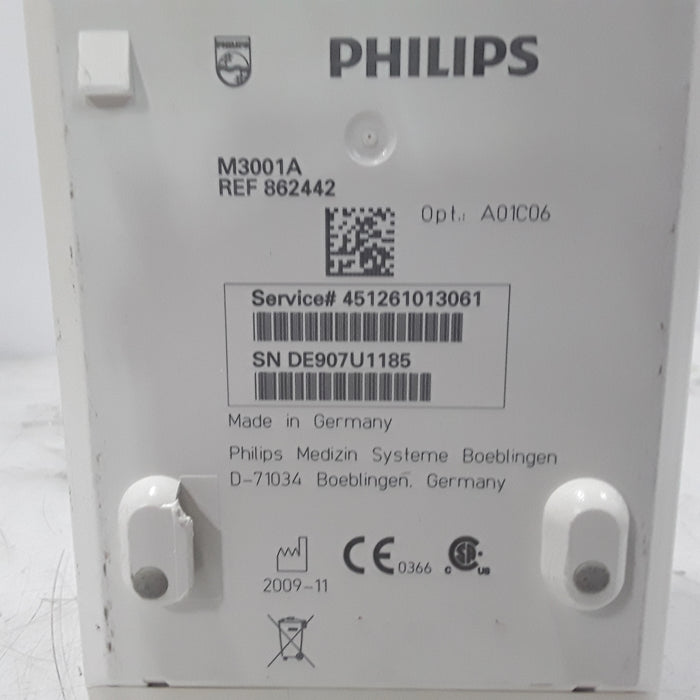 PHILIPS
M3001A
REF 862442
Opt.: A01C06
Service# 451261013061
SN DE907U1185
Made in Germany
Philips Medizin Systeme Boeblingen
D-71034 Boeblingen. Germany
CE 0366
2009-11